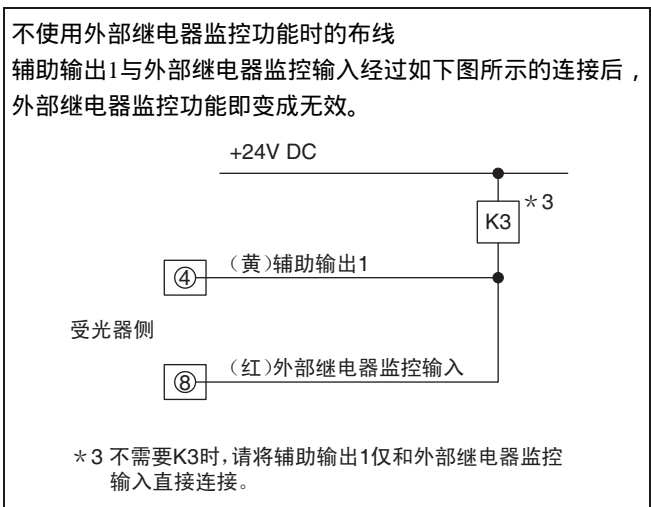 不使用外部继电器监控功能时的布线
辅助输出1与外部继电器监控输入经过如下图所示的连接后，
外部继电器监控功能即变成无效。
+24V DC
K3
＊3
④
（黄）辅助输出1
受光器侧
⑧
（红）外部继电器监控输入
＊3 不需要K3时，请将辅助输出1仅和外部继电器监控
输入直接连接。